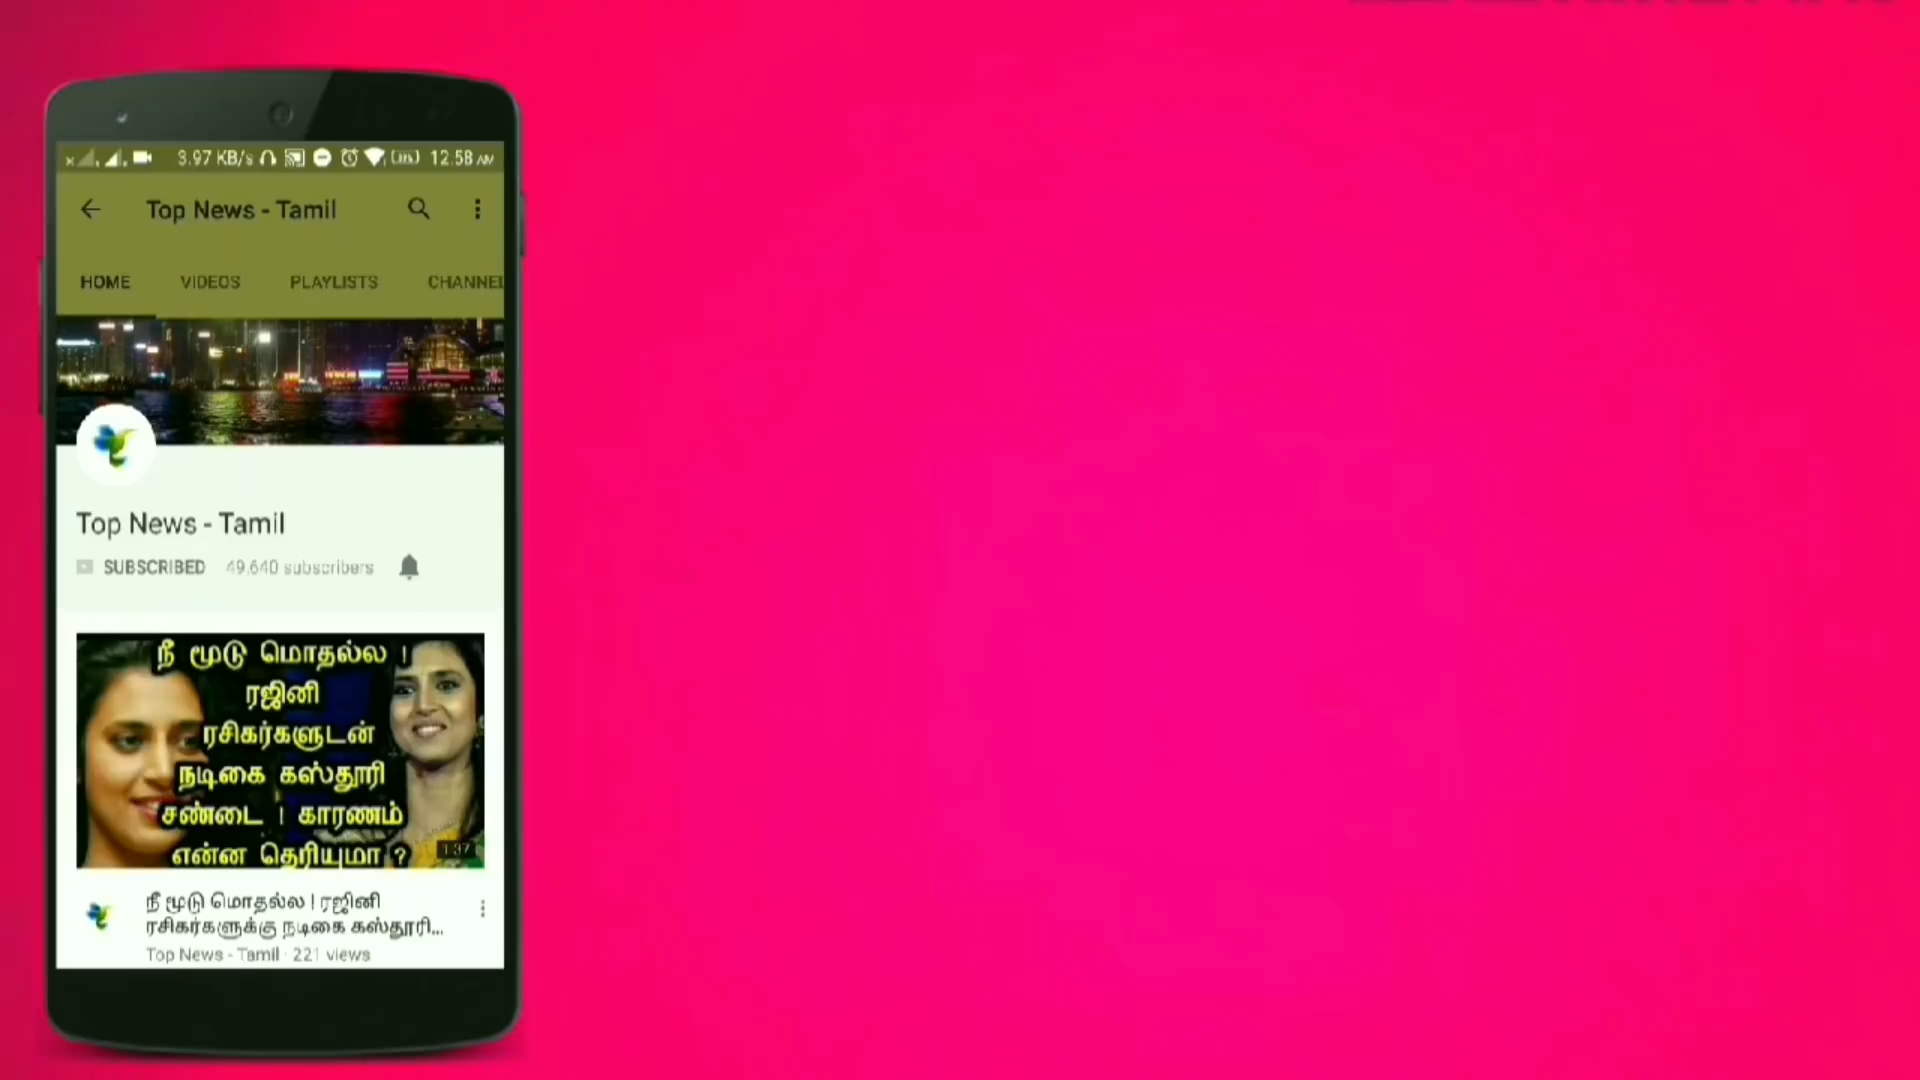 3.97 KB/s 12.58 AM
Top News - Tamil
HOME VIDEOS PLAYLISTS CHANNEL
Top News - Tamil
SUBSCRIBED 49,640 subscribers
நீ மூடு மொதல்ல !
ரஜினி
ரசிகர்களுடன்
நடிகை கஸ்தூரி
சண்டை ! காரணம்
என்ன தெரியுமா ?
1:37
நீ மூடு மொதல்ல ! ரஜினி
ரசிகர்களுக்கு நடிகை கஸ்தூரி...
Top News - Tamil · 221 views